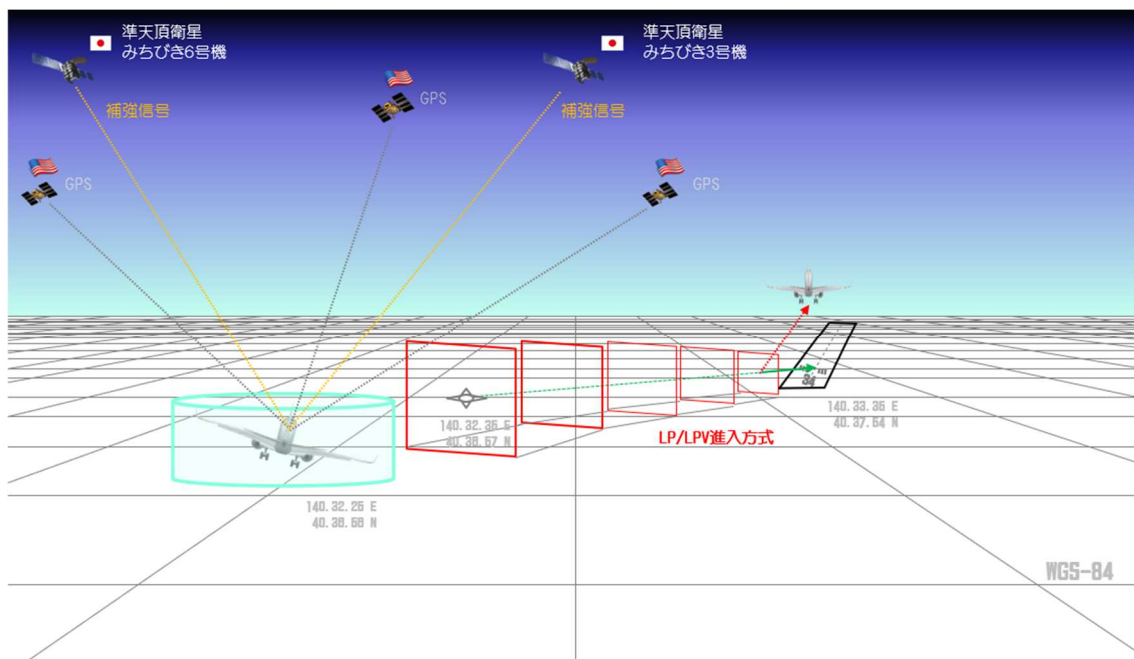 準天頂衛星
みちびき6号機
準天頂衛星
みちびき3号機
補強信号
GPS
補強信号
GPS
GPS
140.32.35 E
40.38.57 N
140.33.35 E
40.37.54 N
LP/LPV進入方式
140.32.25 E
40.38.58 N
WGS-84